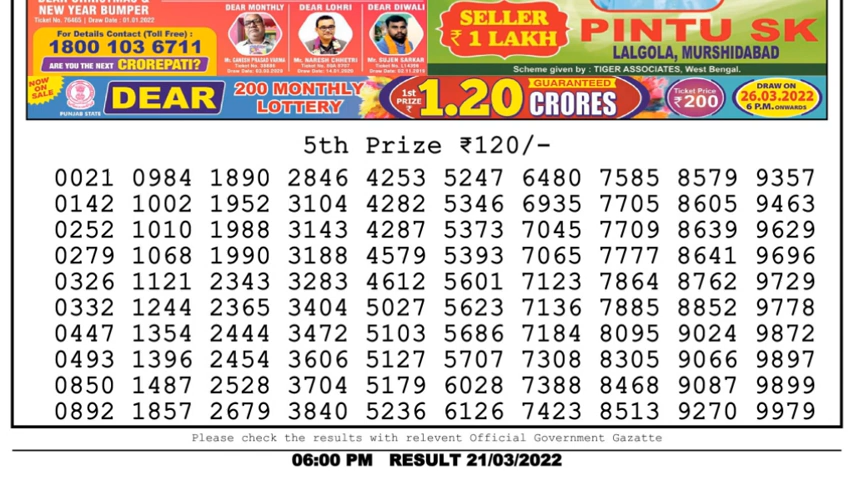 NEW YEAR BUMPER
Ticket No. 76465 | Draw Date : 01.01.2022
For Details Contact (Toll Free) :
1800 103 6711
ARE YOU THE NEXT CROREPATI?
DEAR MONTHLY
DEAR LOHRI
DEAR DIWALI
Mr. NARESH CHHETRI
Mr. SUJEN SARKAR
SELLER
₹ 1 LAKH
PINTU SK
LALGOLA, MURSHIDABAD
Scheme given by : TIGER ASSOCIATES, West Bengal.
NOW ON SALE
PUNJAB STATE
DEAR
200 MONTHLY
LOTTERY
1st PRIZE ₹
1.20
GUARANTEED
CRORES
Ticket Price
₹200
DRAW ON
26.03.2022
6 P.M. ONWARDS
5th Prize ₹120/-
0021 0984 1890 2846 4253 5247 6480 7585 8579 9357
0142 1002 1952 3104 4282 5346 6935 7705 8605 9463
0252 1010 1988 3143 4287 5373 7045 7709 8639 9629
0279 1068 1990 3188 4579 5393 7065 7777 8641 9696
0326 1121 2343 3283 4612 5601 7123 7864 8762 9729
0332 1244 2365 3404 5027 5623 7136 7885 8852 9778
0447 1354 2444 3472 5103 5686 7184 8095 9024 9872
0493 1396 2454 3606 5127 5707 7308 8305 9066 9897
0850 1487 2528 3704 5179 6028 7388 8468 9087 9899
0892 1857 2679 3840 5236 6126 7423 8513 9270 9979
Please check the results with relevent Official Government Gazatte
06:00 PM RESULT 21/03/2022